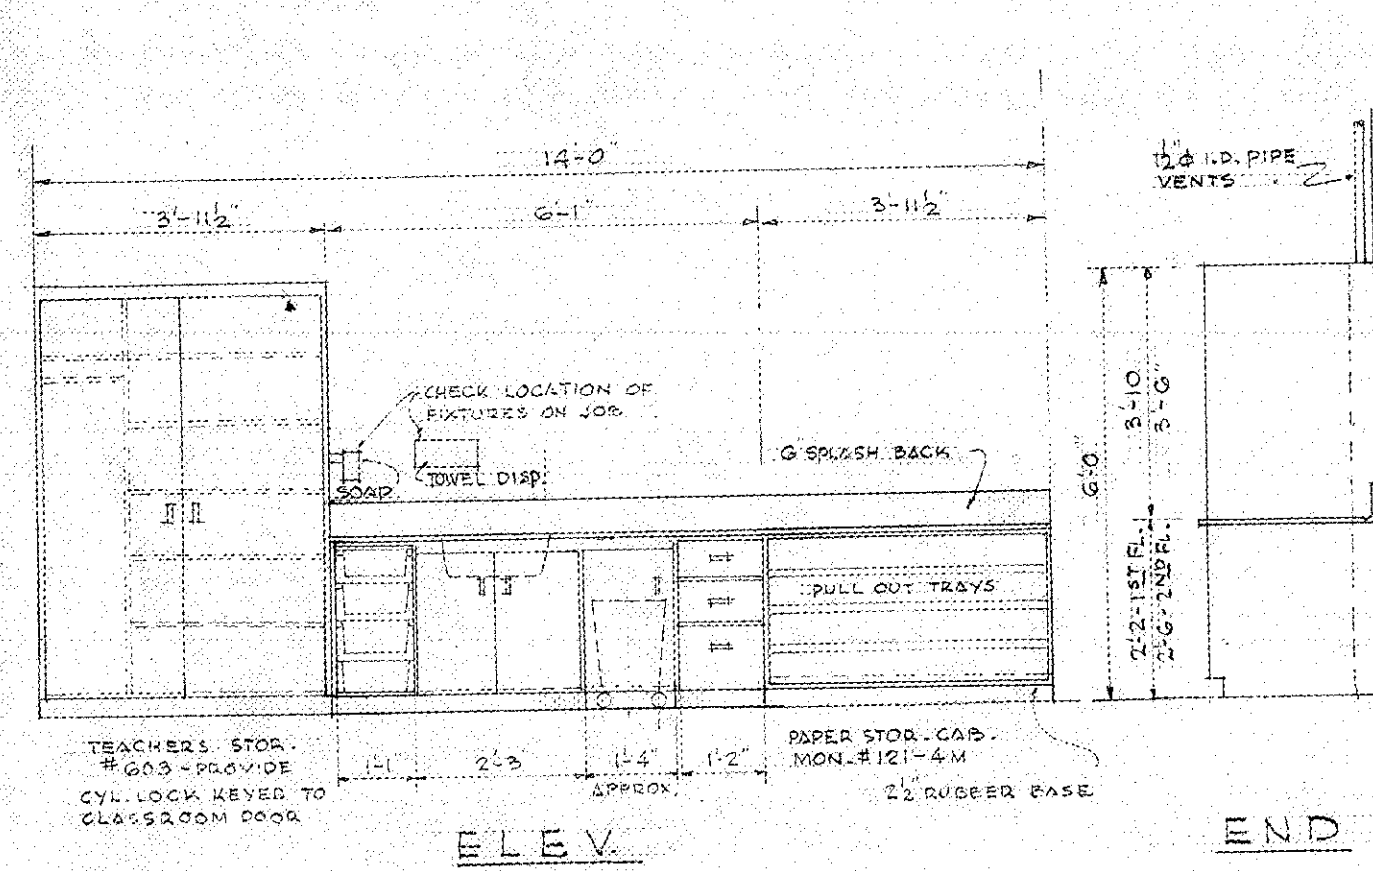 14'-0"
3'-11½"
6'-1"
3'-11½"
1½"⌀ I.D. PIPE
VENTS
CHECK LOCATION OF
FIXTURES ON JOB
SOAP
TOWEL DISP.
6" SPLASH BACK
6'-0"
3'-10
3'-6"
2'-2"-1ST FL.
2'-6"-2ND FL.
PULL OUT TRAYS
TEACHERS STOR.
#603-PROVIDE
CYL. LOCK KEYED TO
CLASSROOM DOOR
1'-1"
2'-3"
1'-4"
APPROX.
1'-2"
PAPER STOR. CAB.
MON. #121-4M
2½" RUBBER BASE
ELEV.
END